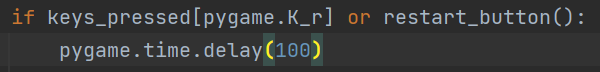 if keys_pressed[pygame.K_r] or restart_button():
    pygame.time.delay(100)